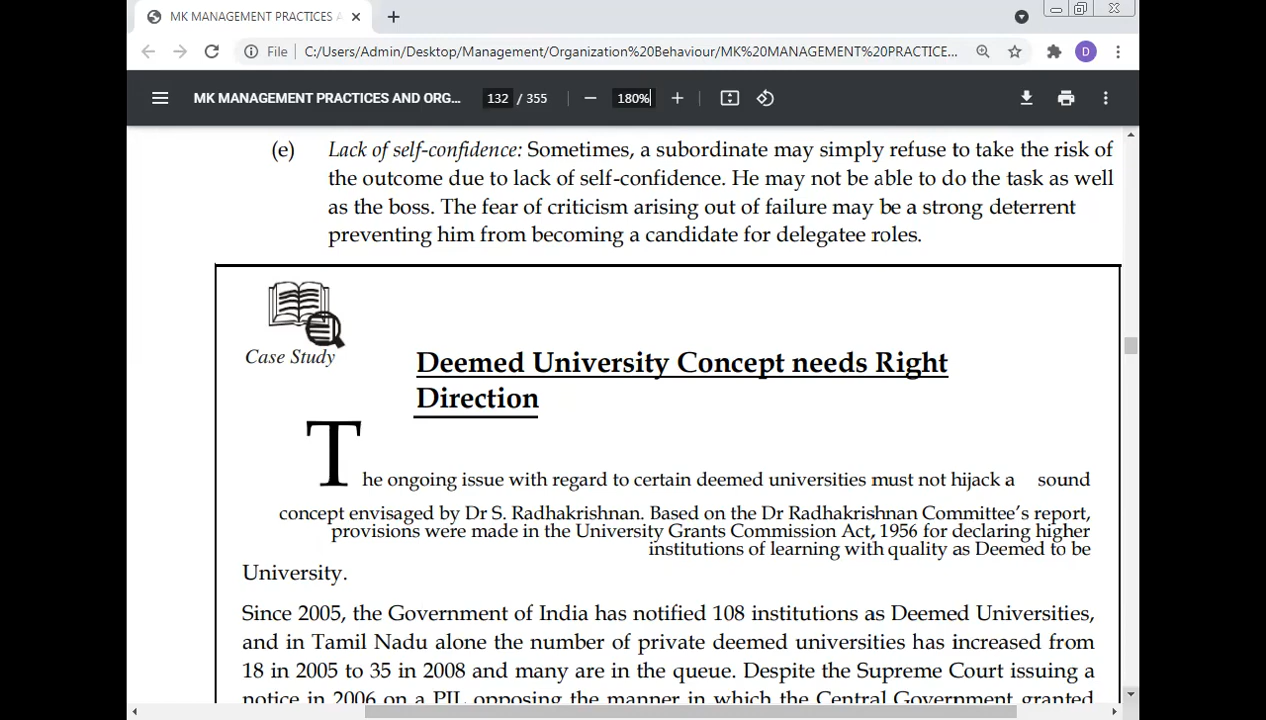 MK MANAGEMENT PRACTICES A
File C:/Users/Admin/Desktop/Management/Organization%20Behaviour/MK%20MANAGEMENT%20PRACTICE... D
MK MANAGEMENT PRACTICES AND ORG... 132 / 355 180%
(e) Lack of self-confidence: Sometimes, a subordinate may simply refuse to take the risk of
the outcome due to lack of self-confidence. He may not be able to do the task as well
as the boss. The fear of criticism arising out of failure may be a strong deterrent
preventing him from becoming a candidate for delegatee roles.
Case Study
Deemed University Concept needs Right
Direction
The ongoing issue with regard to certain deemed universities must not hijack a sound
concept envisaged by Dr S. Radhakrishnan. Based on the Dr Radhakrishnan Committee's report,
provisions were made in the University Grants Commission Act, 1956 for declaring higher
institutions of learning with quality as Deemed to be
University.
Since 2005, the Government of India has notified 108 institutions as Deemed Universities,
and in Tamil Nadu alone the number of private deemed universities has increased from
18 in 2005 to 35 in 2008 and many are in the queue. Despite the Supreme Court issuing a
notice in 2006 on a PIL opposing the manner in which the Central Government granted